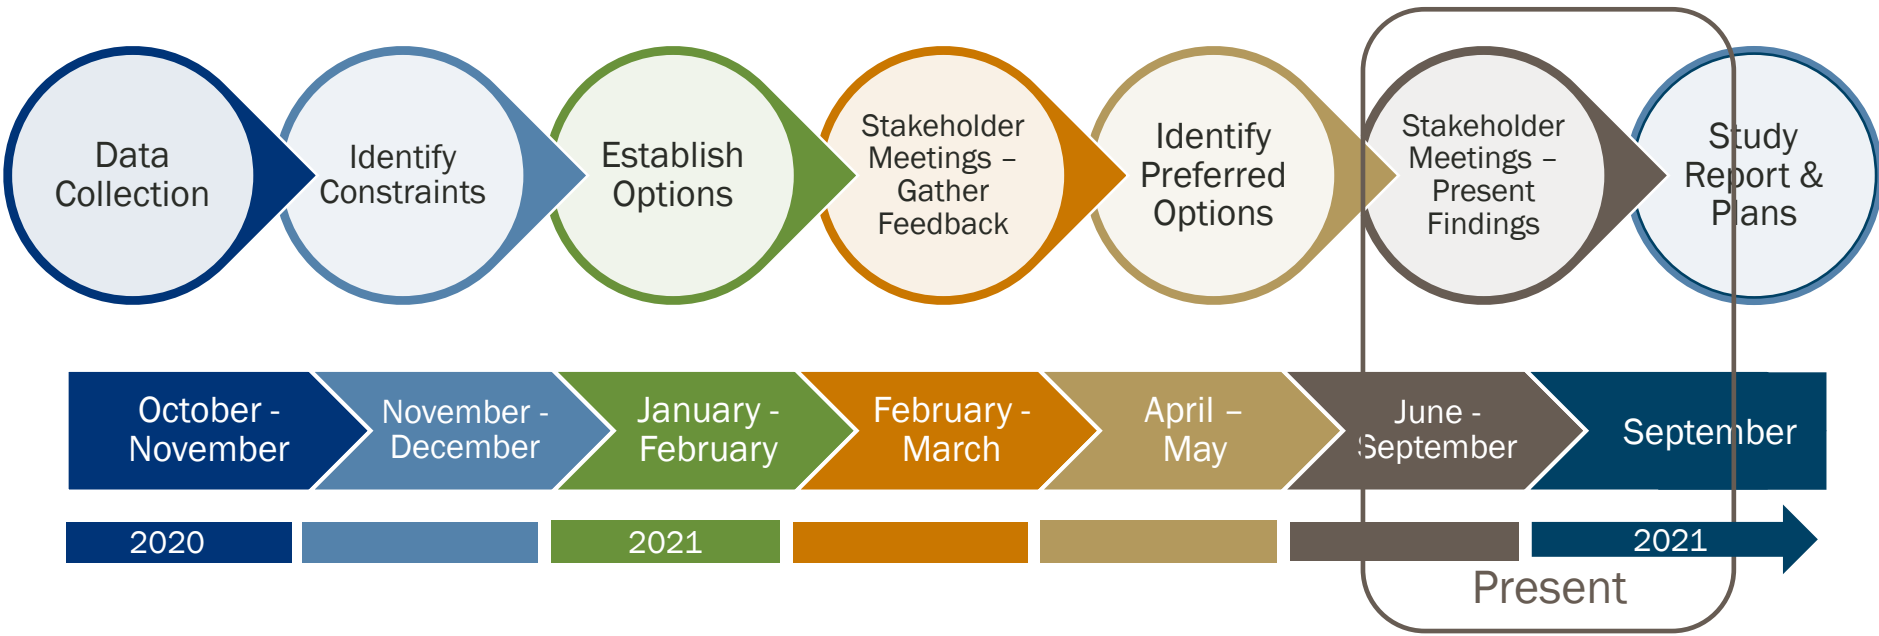 Data
Collection
Identify
Constraints
Establish
Options
Stakeholder
Meetings –
Gather
Feedback
Identify
Preferred
Options
Stakeholder
Meetings –
Present
Findings
Study
Report &
Plans
October -
November
November -
December
January -
February
February -
March
April –
May
June -
September
September
2020
2021
2021
Present